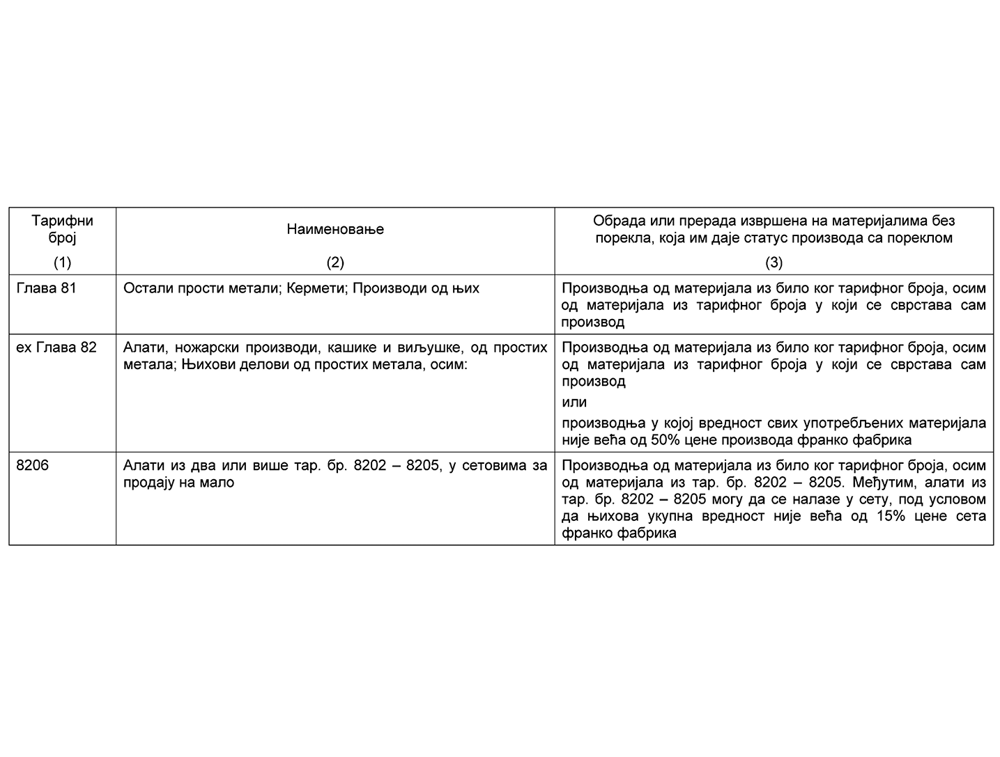 Тарифни
број
(1)
Наименовање
(2)
Обрада или прерада извршена на материјалима без
порекла, која им даје статус производа са пореклом
(3)
Глава 81
Остали прости метали; Кермети; Производи од њих
Производња од материјала из било ког тарифног броја, осим
од материјала из тарифног броја у који се сврстава сам
производ
ex Глава 82
Алати, ножарски производи, кашике и виљушке, од простих
метала; Њихови делови од простих метала, осим:
Производња од материјала из било ког тарифног броја, осим
од материјала из тарифног броја у који се сврстава сам
производ
или
производња у којој вредност свих употребљених материјала
није већа од 50% цене производа франко фабрика
8206
Алати из два или више тар. бр. 8202 – 8205, у сетовима за
продају на мало
Производња од материјала из било ког тарифног броја, осим
од материјала из тар. бр. 8202 – 8205. Међутим, алати из
тар. бр. 8202 – 8205 могу да се налазе у сету, под условом
да њихова укупна вредност није већа од 15% цене сета
франко фабрика